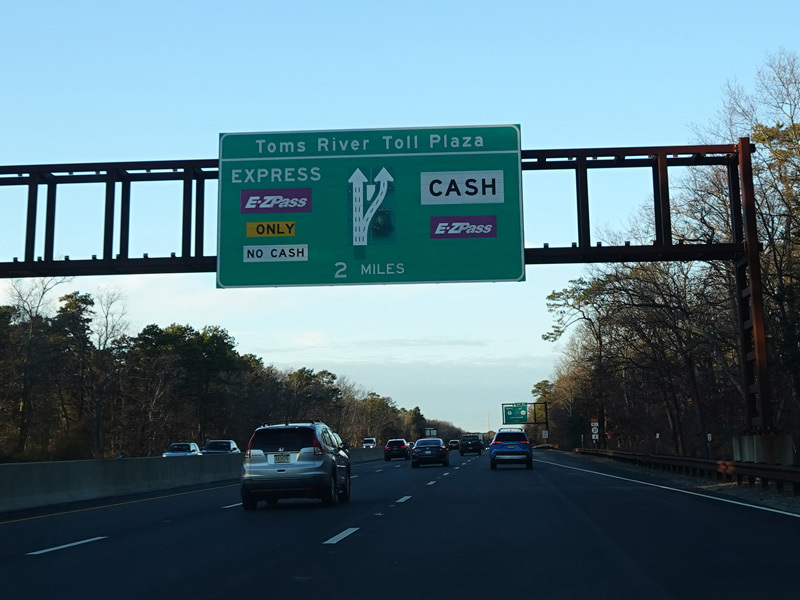 Toms River Toll Plaza
EXPRESS
E-ZPass
ONLY
NO CASH
CASH
E-ZPass
2 MILES